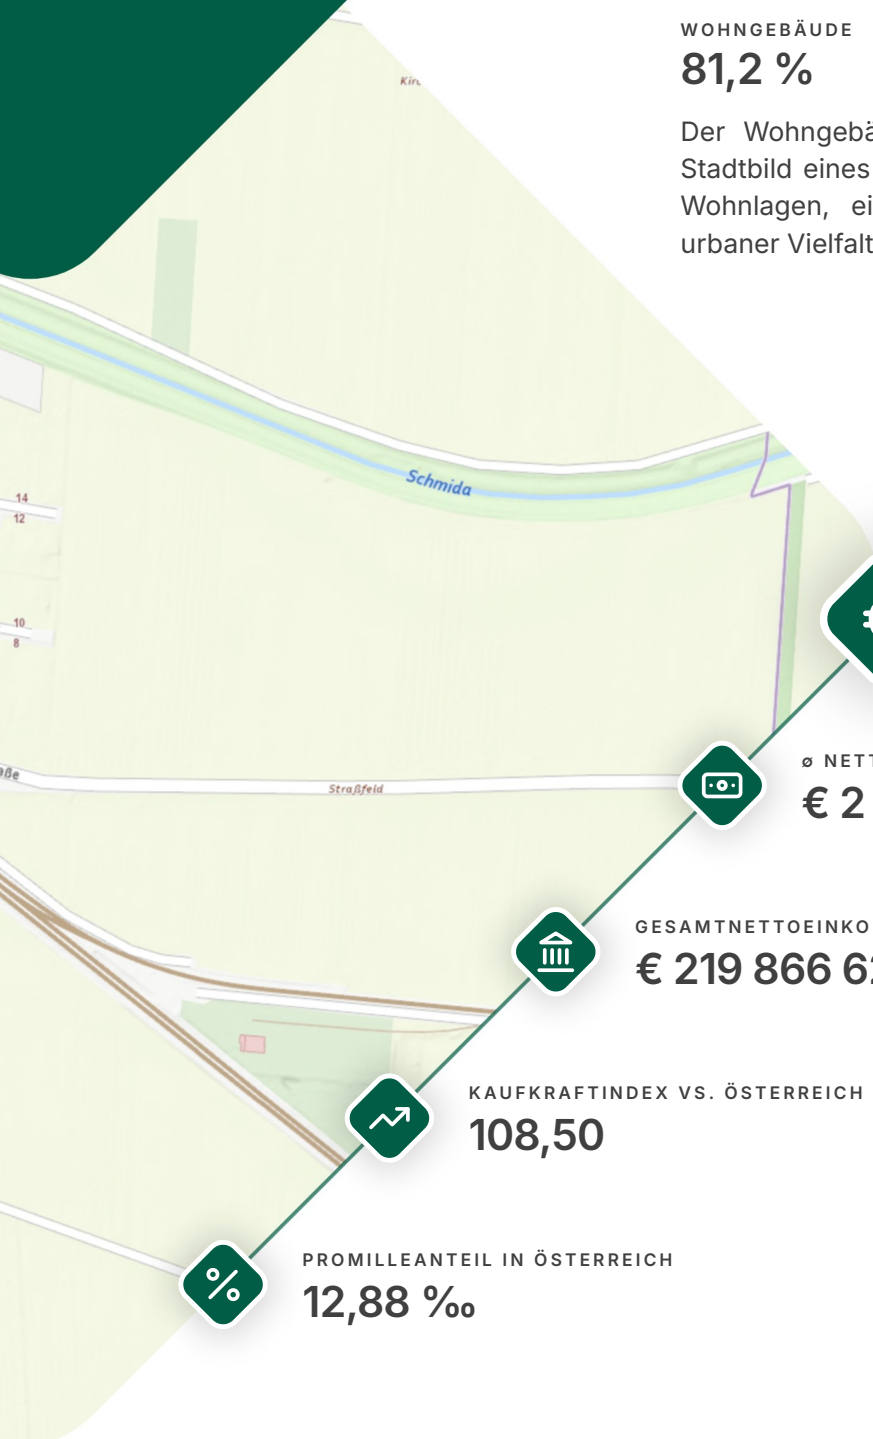 WOHNGEBÄUDE
81,2 %
Der Wohngebä
Stadtbild eines
Wohnlagen, ei
urbaner Vielfalt
Schmida
14
12
10
8
Straßfeld
ø NETT
€ 2
GESAMTNETTOEINKO
€ 219 866 6
KAUFKRAFTINDEX VS. ÖSTERREICH
108,50
PROMILLEANTEIL IN ÖSTERREICH
12,88 ‰